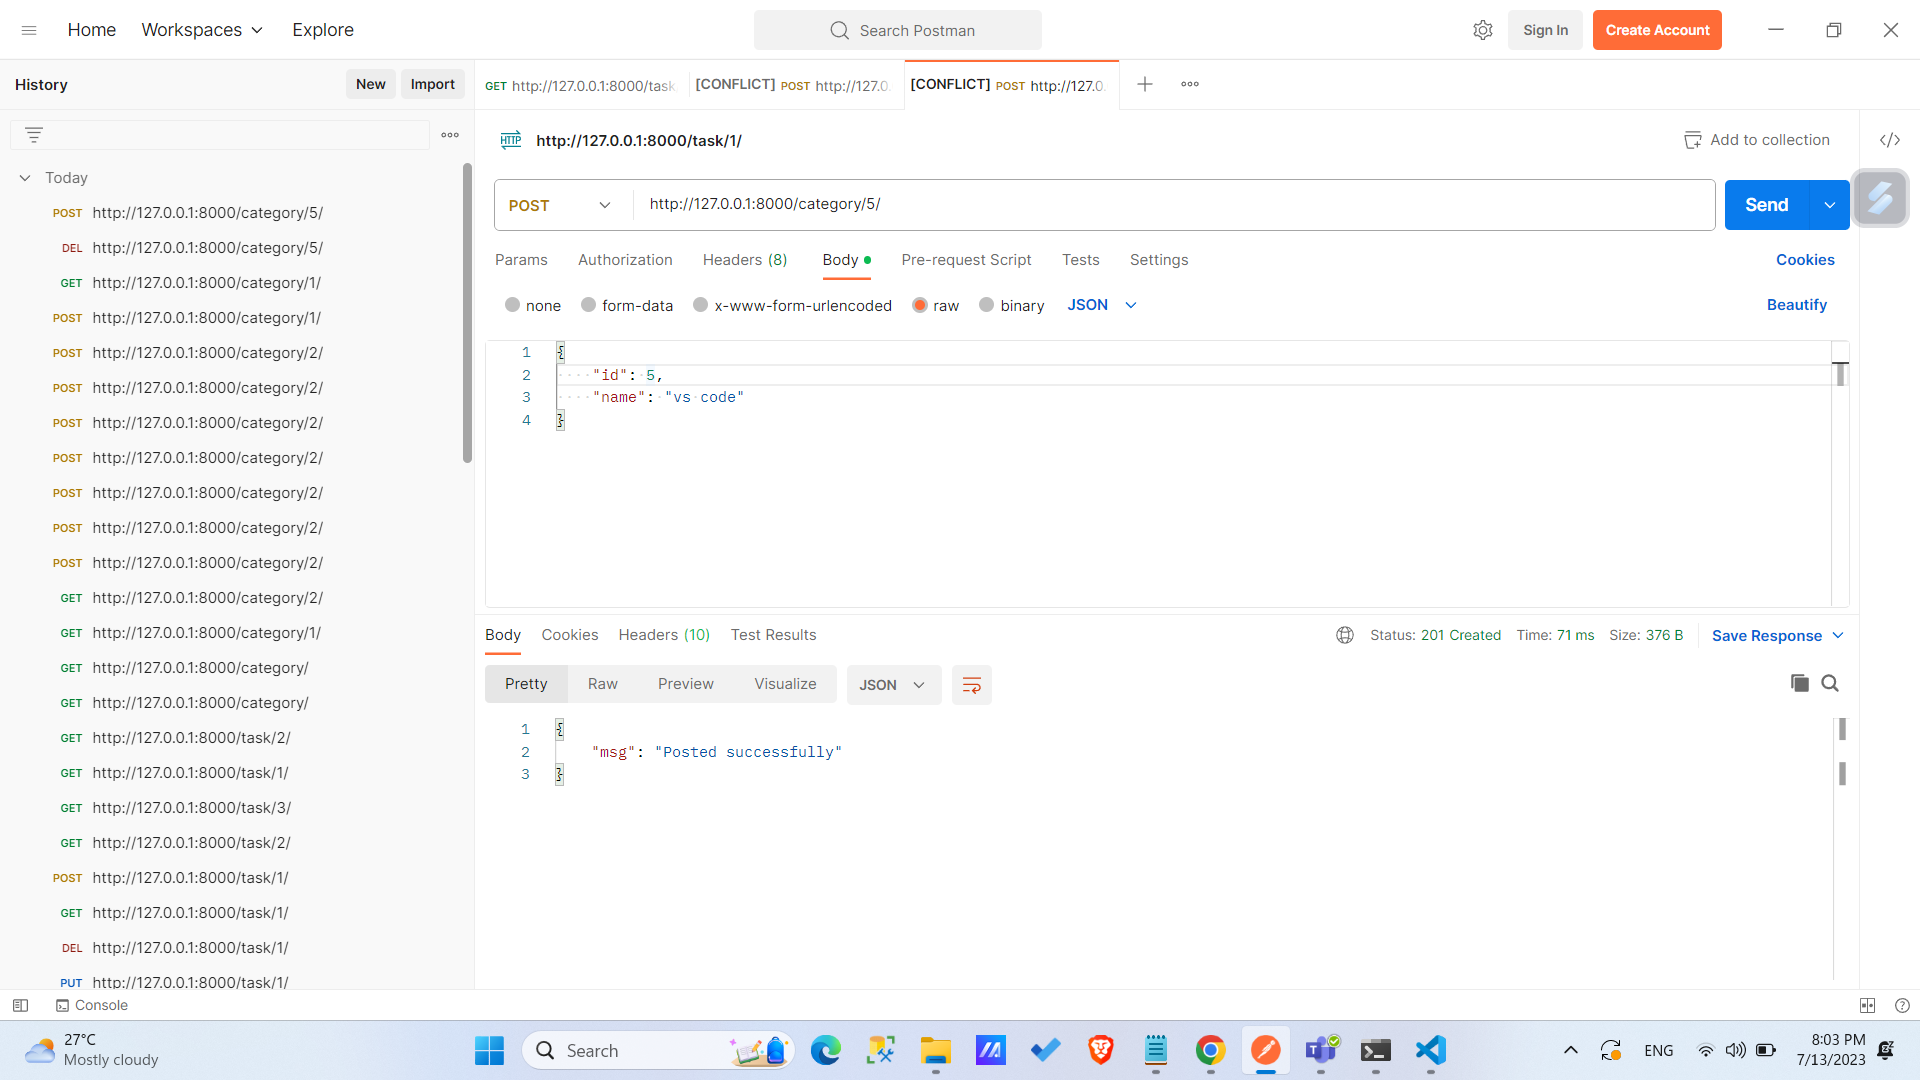 Home
Workspaces
Explore
Search Postman
Sign In
Create Account
History
New
Import
GET http://127.0.0.1:8000/task
[CONFLICT] POST http://127.0.
[CONFLICT] POST http://127.0.
HTTP http://127.0.0.1:8000/task/1/
Add to collection
Today
POST http://127.0.0.1:8000/category/5/
DEL http://127.0.0.1:8000/category/5/
GET http://127.0.0.1:8000/category/1/
POST http://127.0.0.1:8000/category/1/
POST http://127.0.0.1:8000/category/2/
POST http://127.0.0.1:8000/category/2/
POST http://127.0.0.1:8000/category/2/
POST http://127.0.0.1:8000/category/2/
POST http://127.0.0.1:8000/category/2/
POST http://127.0.0.1:8000/category/2/
POST http://127.0.0.1:8000/category/2/
GET http://127.0.0.1:8000/category/2/
GET http://127.0.0.1:8000/category/1/
GET http://127.0.0.1:8000/category/
GET http://127.0.0.1:8000/category/
GET http://127.0.0.1:8000/task/2/
GET http://127.0.0.1:8000/task/1/
GET http://127.0.0.1:8000/task/3/
GET http://127.0.0.1:8000/task/2/
POST http://127.0.0.1:8000/task/1/
GET http://127.0.0.1:8000/task/1/
DEL http://127.0.0.1:8000/task/1/
PUT http://127.0.0.1:8000/task/1/
POST
http://127.0.0.1:8000/category/5/
Send
Params
Authorization
Headers (8)
Body
Pre-request Script
Tests
Settings
Cookies
none
form-data
x-www-form-urlencoded
raw
binary
JSON
Beautify
1 {
2 "id": 5,
3 "name": "vs code"
4 }
Body
Cookies
Headers (10)
Test Results
Status: 201 Created
Time: 71 ms
Size: 376 B
Save Response
Pretty
Raw
Preview
Visualize
JSON
1 {
2 "msg": "Posted successfully"
3 }
Console
27°C
Mostly cloudy
Search
ENG
8:03 PM
7/13/2023